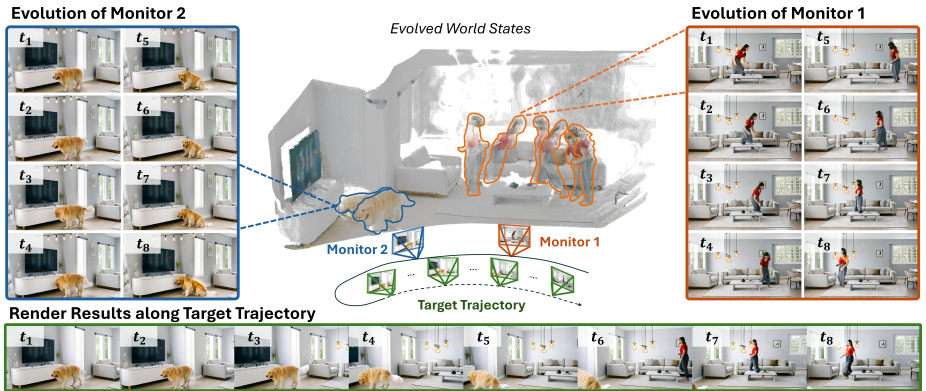 Evolution of Monitor 2
Evolved World States
Evolution of Monitor 1
t1
t5
t2
t6
t3
t7
t4
t8
t1
t5
t2
t6
t3
t7
t4
t8
Monitor 2
Monitor 1
... ... ...
Target Trajectory
Render Results along Target Trajectory
t1 t2 t3 t4 t5 t6 t7 t8